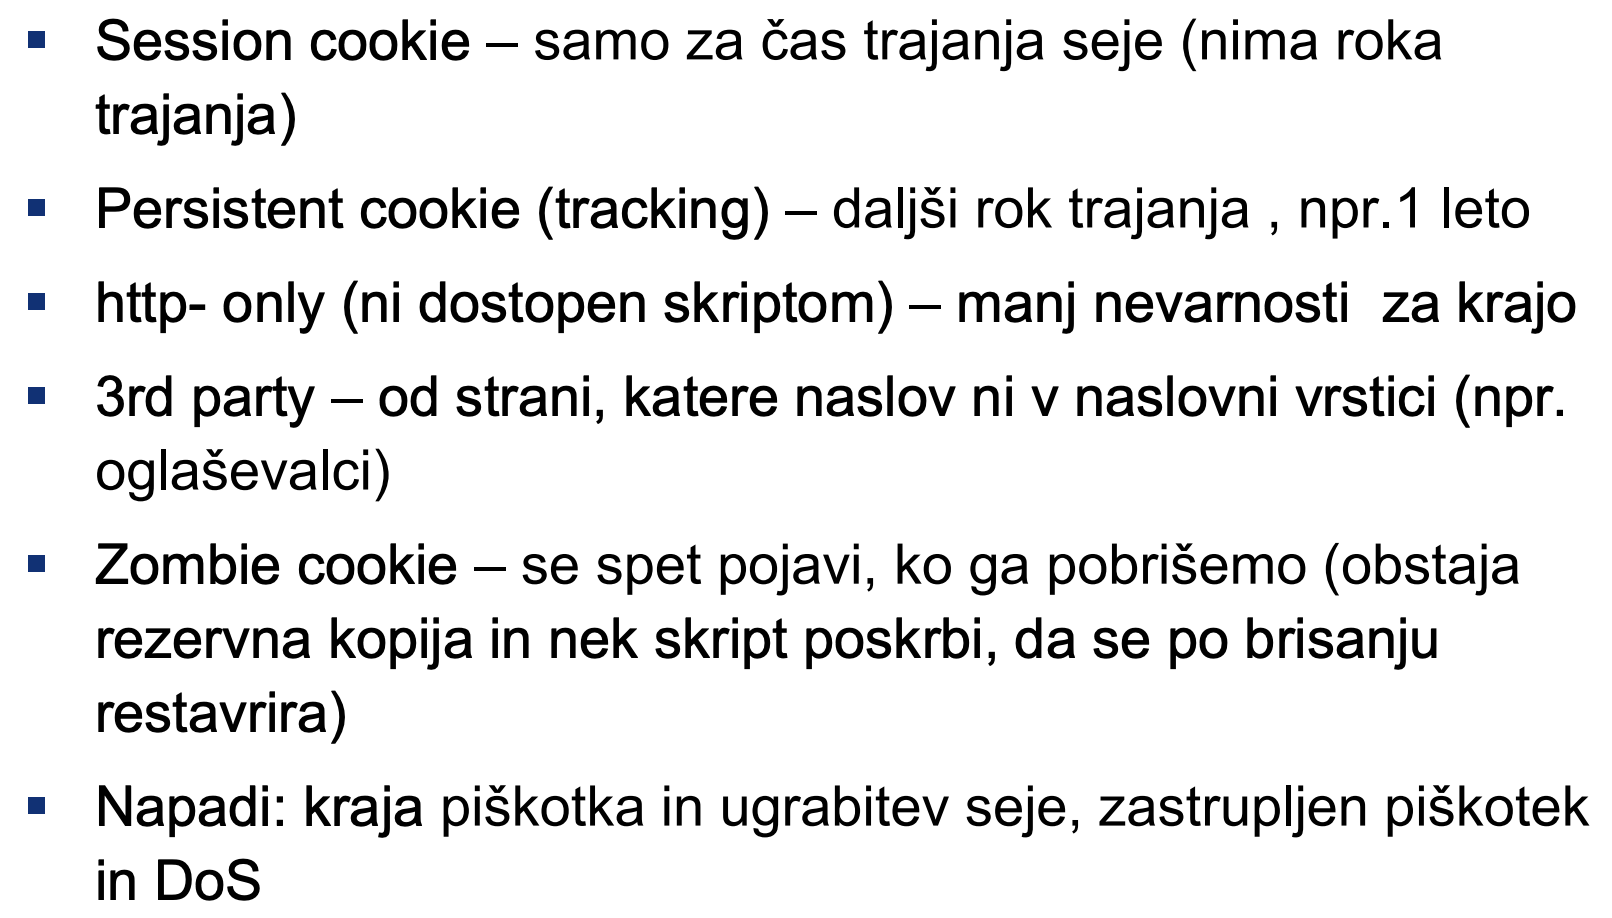 ▪ Session cookie – samo za čas trajanja seje (nima roka
trajanja)
▪ Persistent cookie (tracking) – daljši rok trajanja , npr.1 leto
▪ http- only (ni dostopen skriptom) – manj nevarnosti  za krajo
▪ 3rd party – od strani, katere naslov ni v naslovni vrstici (npr.
oglaševalci)
▪ Zombie cookie – se spet pojavi, ko ga pobrišemo (obstaja
rezervna kopija in nek skript poskrbi, da se po brisanju
restavrira)
▪ Napadi: kraja piškotka in ugrabitev seje, zastrupljen piškotek
in DoS